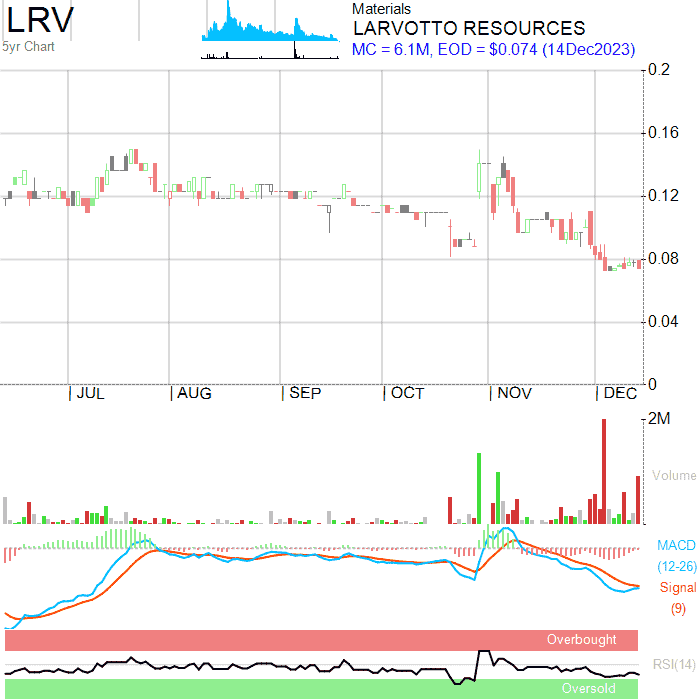 LRV
5yr Chart
Materials
LARVOTTO RESOURCES
MC = 6.1M, EOD = $0.074 (14Dec2023)
0.2
0.16
0.12
0.08
0.04
0
JUL AUG SEP OCT NOV DEC
2M
Volume
MACD
(12-26)
Signal
(9)
Overbought
RSI(14)
Oversold